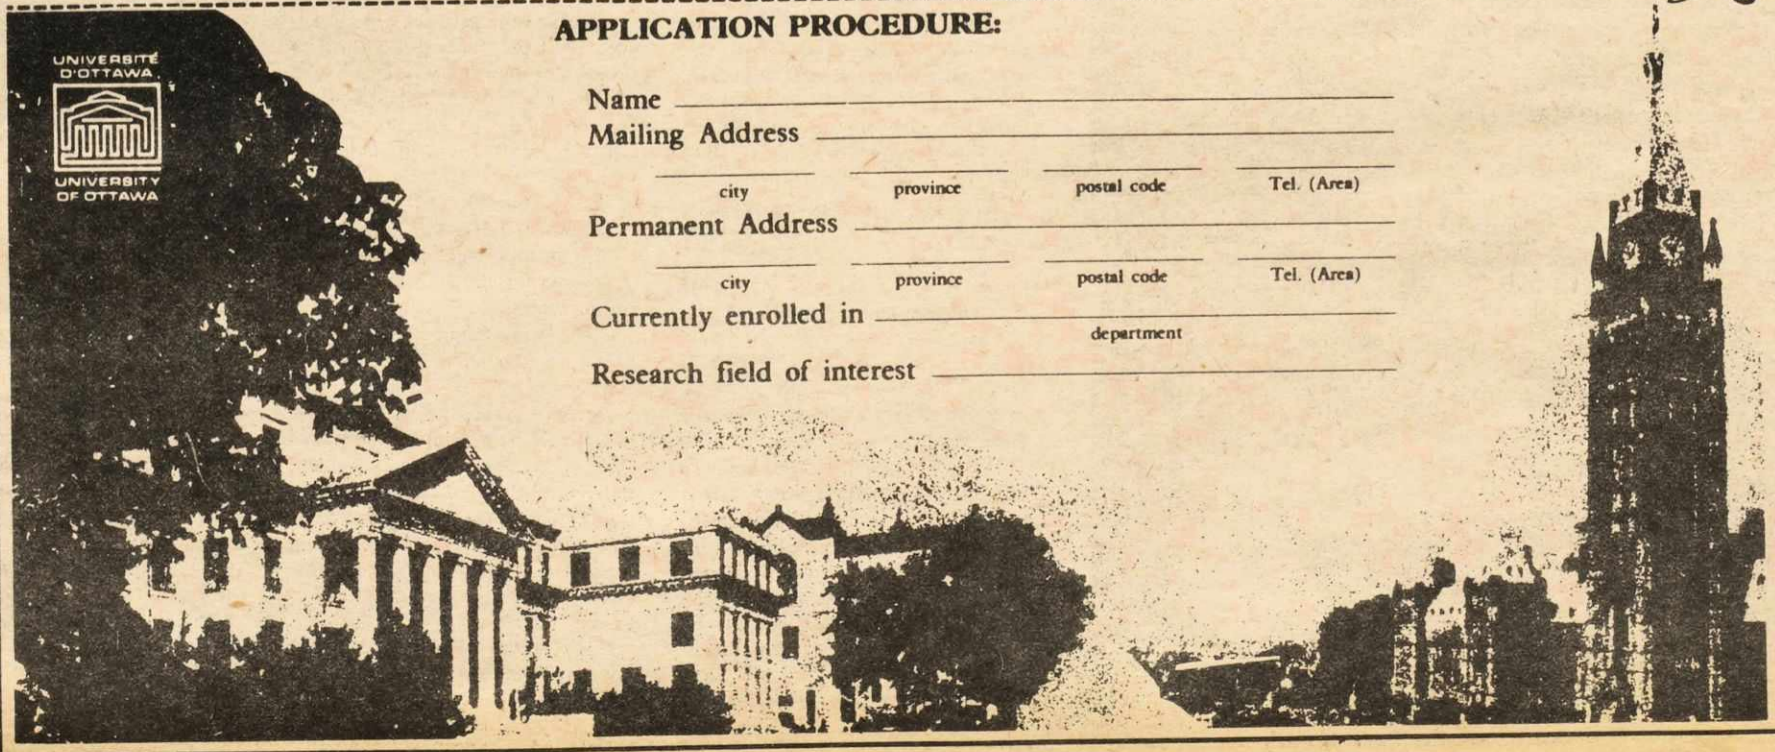 APPLICATION PROCEDURE:
UNIVERSITÉ
D'OTTAWA
UNIVERSITY
OF OTTAWA
Name
Mailing Address
city province postal code Tel. (Area)
Permanent Address
city province postal code Tel. (Area)
Currently enrolled in
department
Research field of interest